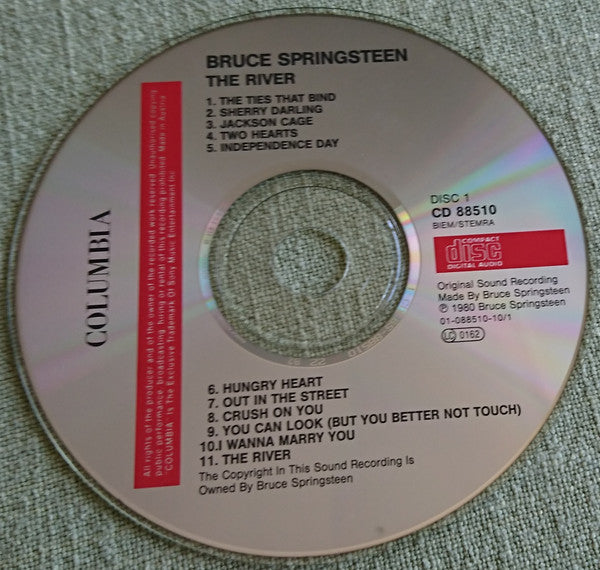 BRUCE SPRINGSTEEN
THE RIVER
1. THE TIES THAT BIND
2. SHERRY DARLING
3. JACKSON CAGE
4. TWO HEARTS
5. INDEPENDENCE DAY
DISC 1
CD 88510
BIEM/STEMRA
COMPACT
disc
DIGITAL AUDIO
Original Sound Recording
Made By Bruce Springsteen
℗ 1980 Bruce Springsteen
01-088510-10/1
LC 0162
COLUMBIA
All rights of the producer and of the owner of the recorded work reserved. Unauthorised copying
public performance, broadcasting, hiring or rental of this recording prohibited. Made in Austria
"COLUMBIA" Is The Exclusive Trademark Of Sony Music Entertainment Inc
6. HUNGRY HEART
7. OUT IN THE STREET
8. CRUSH ON YOU
9. YOU CAN LOOK (BUT YOU BETTER NOT TOUCH)
10.I WANNA MARRY YOU
11. THE RIVER
The Copyright In This Sound Recording Is
Owned By Bruce Springsteen